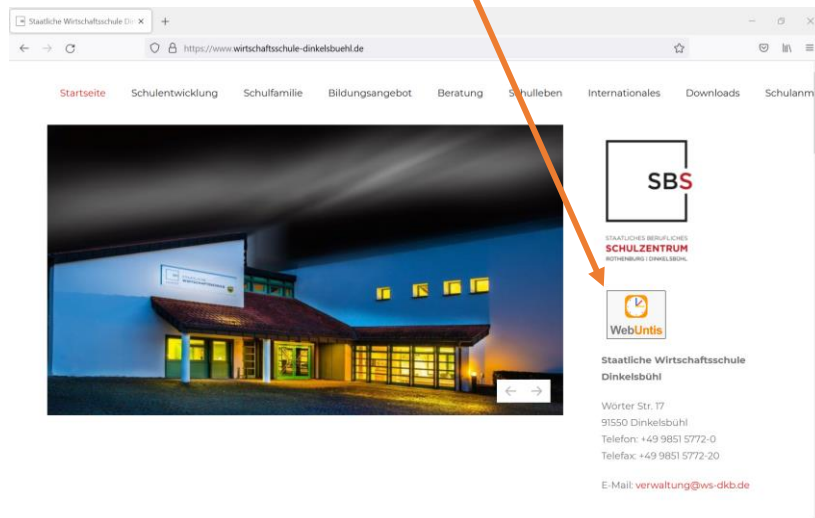 Staatliche Wirtschaftsschule Din
https://www.wirtschaftsschule-dinkelsbuehl.de
Startseite Schulentwicklung Schulfamilie Bildungsangebot Beratung Schulleben Internationales Downloads Schulanm
SBS
STAATLICHES BERUFLICHES
SCHULZENTRUM
ROTHENBURG | DINKELSBÜHL
WIRTSCHAFTSSCHULE
WebUntis
Staatliche Wirtschaftsschule
Dinkelsbühl
Wörter Str. 17
91550 Dinkelsbühl
Telefon: +49 9851 5772-0
Telefax: +49 9851 5772-20
E-Mail: verwaltung@ws-dkb.de